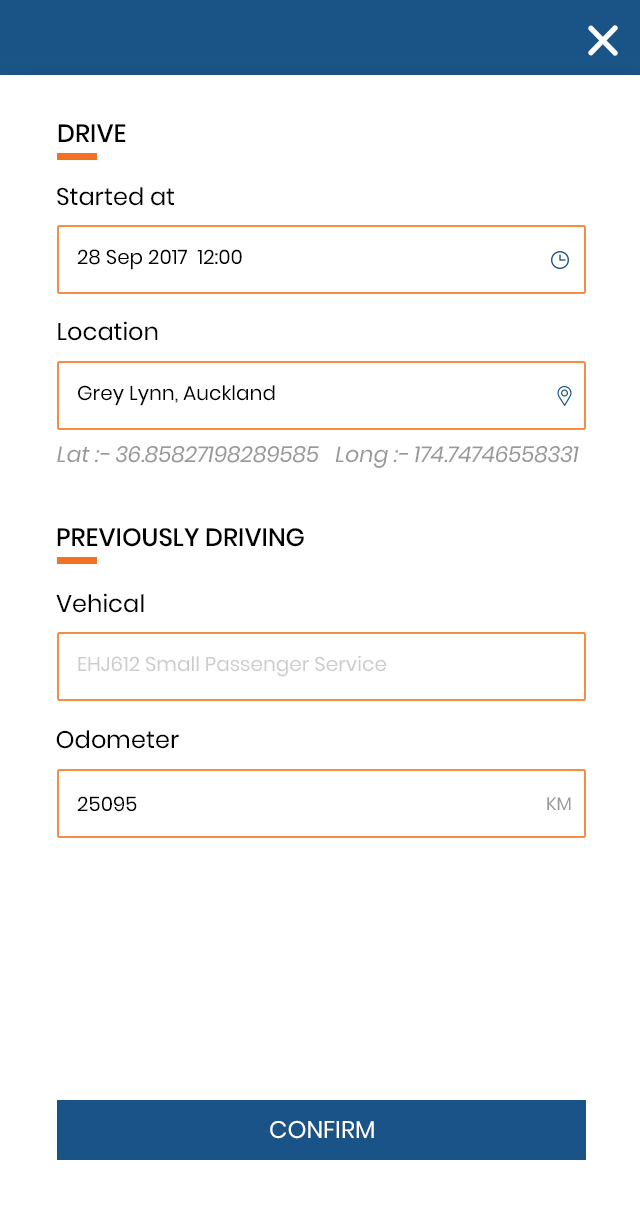 DRIVE
Started at
28 Sep 2017  12:00
Location
Grey Lynn, Auckland
Lat :- 36.85827198289585   Long :- 174.74746558331
PREVIOUSLY DRIVING
Vehical
EHJ612 Small Passenger Service
Odometer
25095 KM
CONFIRM